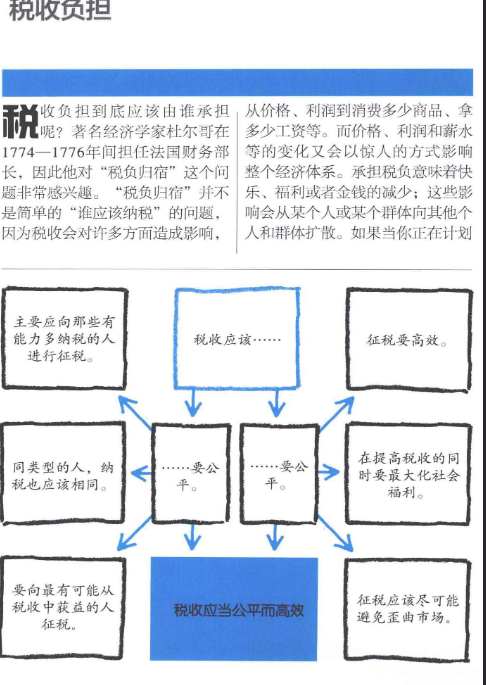 税收负担
税收负担到底应该由谁承担
呢？著名经济学家杜尔哥在
1774—1776年间担任法国财务部
长，因此他对“税负归宿”这个问
题非常感兴趣。“税负归宿”并不
是简单的“谁应该纳税”的问题，
因为税收会对许多方面造成影响，
从价格、利润到消费多少商品、拿
多少工资等。而价格、利润和薪水
等的变化又会以惊人的方式影响
整个经济体系。承担税负意味着快
乐、福利或者金钱的减少；这些影
响会从某个人或某个群体向其他个
人和群体扩散。如果当你正在计划
主要应向那些有
能力多纳税的人
进行征税。
税收应该……
征税要高效。
同类型的人，纳
税也应该相同。
……要公
平。
……要公
平。
在提高税收的同
时要最大化社会
福利。
要向最有可能从
税收中获益的人
征税。
税收应当公平而高效
征税应该尽可能
避免歪曲市场。